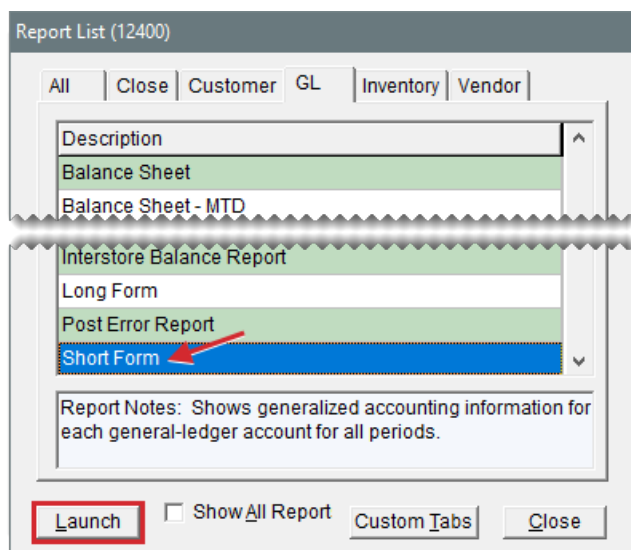 Report List (12400)
All Close Customer GL Inventory Vendor
Description
Balance Sheet
Balance Sheet - MTD
Interstore Balance Report
Long Form
Post Error Report
Short Form
Report Notes: Shows generalized accounting information for
each general-ledger account for all periods.
Launch Show All Report Custom Tabs Close